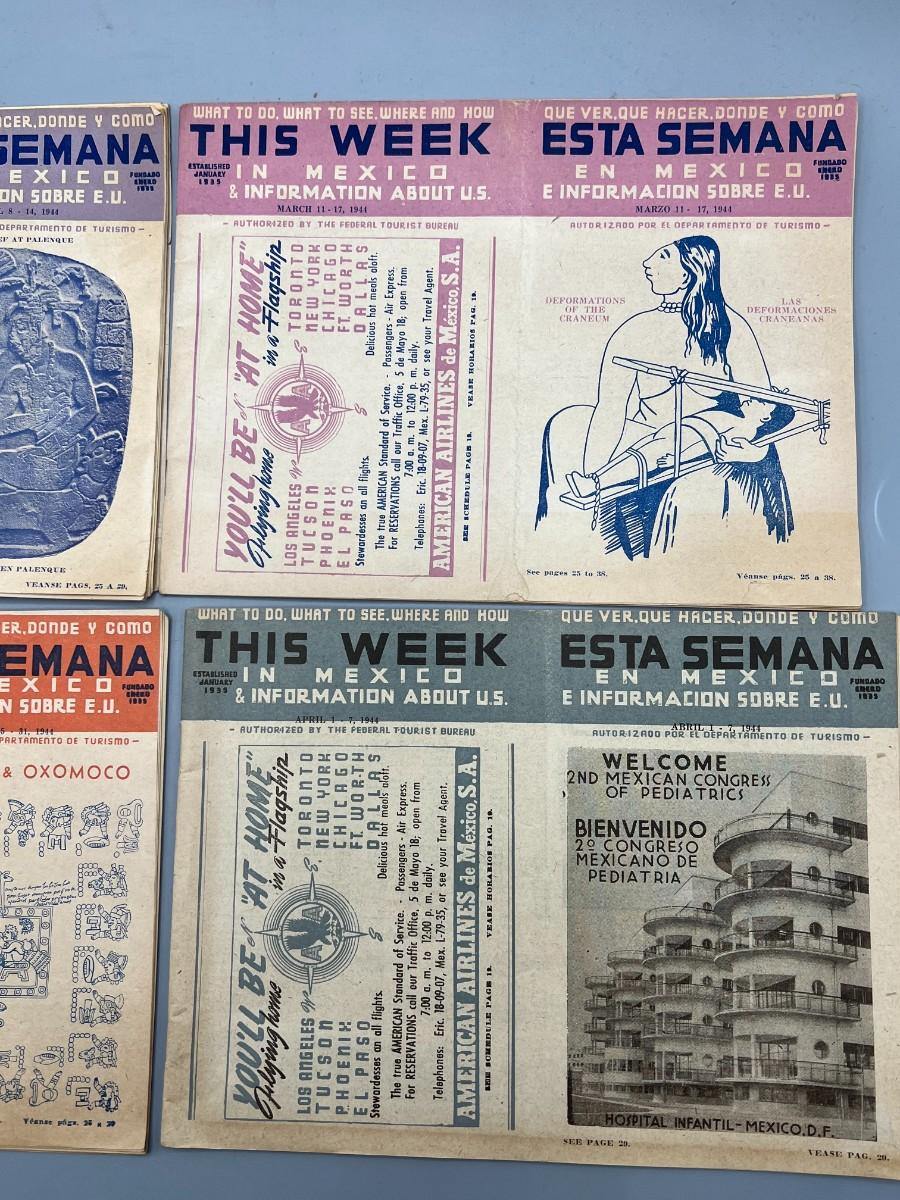 ACER, DONDE Y COMO
SEMANA
EXICO
FUNDADO
ENERO
1935
ON SOBRE E.U.
8 - 14, 1944
DEPARTAMENTO DE TURISMO -
EF AT PALENQUE
EN PALENQUE
VEANSE PAGS, 25 A 29.
WHAT TO DO, WHAT TO SEE, WHERE AND HOW
THIS WEEK
ESTABLISHED
JANUARY
1935
IN MEXICO
& INFORMATION ABOUT U.S.
MARCH 11 - 17, 1944
- AUTHORIZED BY THE FEDERAL TOURIST BUREAU
YOU'LL BE "AT HOME"
Flying home
in a Flagship
LOS ANGELES
TUCSON
PHOENIX
EL PASO
TORONTO
NEW YORK
CHICAGO
FT. WORTH
DALLAS
Stewardesses an all flights.
Delicious hot meals aloft.
The true AMERICAN Standard of Service. - Passengers - Air Express.
For RESERVATIONS call our Traffic Office, 5 de Mayo 18; open from
7:00 a. m. to 12:00 p. m. daily.
Telephones: Eric. 18-09-07, Mex. L-79-35, or see your Travel Agent.
AMERICAN AIRLINES de México, S.A.
SEE SCHEDULE PAGE 19.
VEASE HORARIOS PAG. 19.
QUE VER, QUE HACER, DONDE Y COMO
ESTA SEMANA
EN MEXICO
FUNDADO
ENERO
1935
E INFORMACION SOBRE E.U.
MARZO 11 - 17, 1944
AUTORIZADO POR EL DEPARTAMENTO DE TURISMO -
DEFORMATIONS
OF THE
CRANEUM
LAS
DEFORMACIONES
CRANEANAS
See pages 25 to 38.
Véanse págs. 25 a 38.
ER, DONDE Y COMO
EMANA
EXICO
FUNDADO
ENERO
1935
N SOBRE E.U.
- 31, 1944
PARTAMENTO DE TURISMO -
& OXOMOCO
Véanse págs. 26 a 29
WHAT TO DO, WHAT TO SEE, WHERE AND HOW
THIS WEEK
ESTABLISHED
JANUARY
1935
IN MEXICO
& INFORMATION ABOUT U.S.
APRIL 1 - 7, 1944
- AUTHORIZED BY THE FEDERAL TOURIST BUREAU
YOU'LL BE "AT HOME"
Flying home
in a Flagship
LOS ANGELES
TUCSON
PHOENIX
EL PASO
TORONTO
NEW YORK
CHICAGO
FT. WORTH
DALLAS
Stewardesses an all flights.
Delicious hot meals aloft.
The true AMERICAN Standard of Service. - Passengers - Air Express.
For RESERVATIONS call our Traffic Office, 5 de Mayo 18; open from
7:00 a. m. to 12:00 p. m. daily.
Telephones: Eric. 18-09-07, Mex. L-79-35, or see your Travel Agent.
AMERICAN AIRLINES de México, S.A.
SEE SCHEDULE PAGE 19.
VEASE HORARIOS PAG. 19.
QUE VER, QUE HACER, DONDE Y COMO
ESTA SEMANA
EN MEXICO
FUNDADO
ENERO
1935
E INFORMACION SOBRE E.U.
ABRIL 1 - 7, 1944
AUTORIZADO POR EL DEPARTAMENTO DE TURISMO -
WELCOME
2ND MEXICAN CONGRESS
OF PEDIATRICS
BIENVENIDO
2º CONGRESO
MEXICANO DE
PEDIATRIA
HOSPITAL INFANTIL - MEXICO, D.F.
SEE PAGE 29.
VEASE PAG. 29.